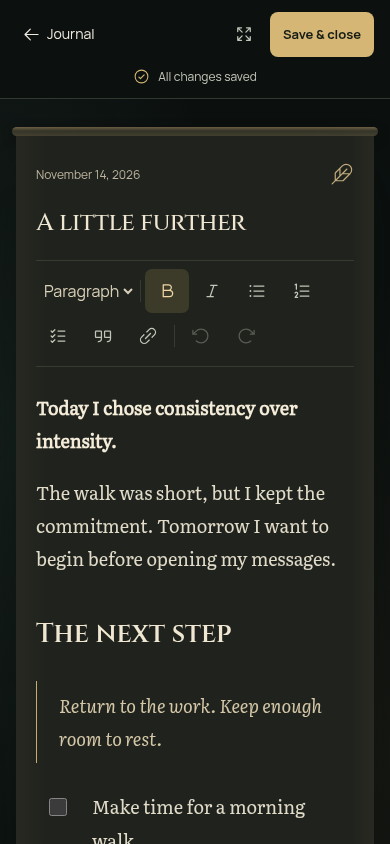 Journal
Save & close
All changes saved
November 14, 2026
A little further
Paragraph
B I
Today I chose consistency over
intensity.
The walk was short, but I kept the
commitment. Tomorrow I want to
begin before opening my messages.
The next step
Return to the work. Keep enough
room to rest.
Make time for a morning
walk